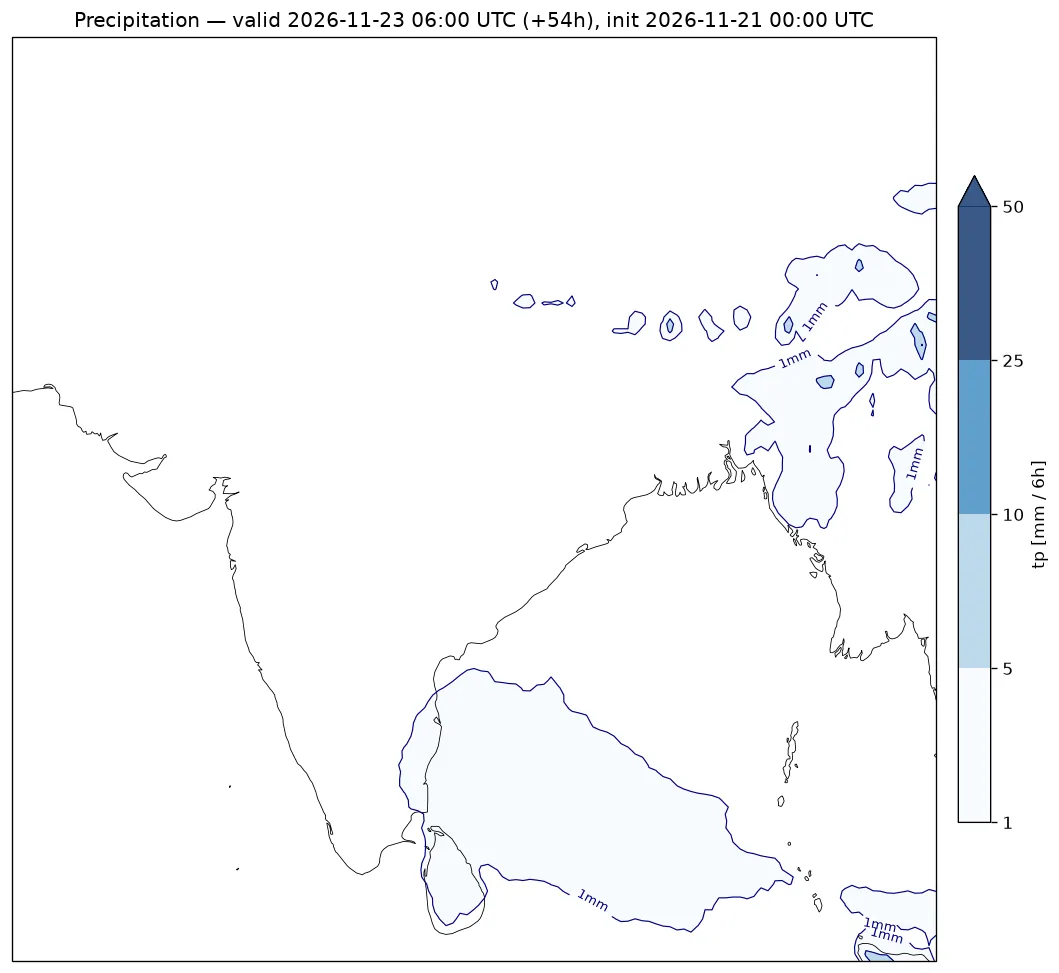 Precipitation — valid 2026-11-23 06:00 UTC (+54h), init 2026-11-21 00:00 UTC
50
25
10
5
1
tp [mm / 6h]
1mm
1mm
1mm
1mm
1mm
1mm